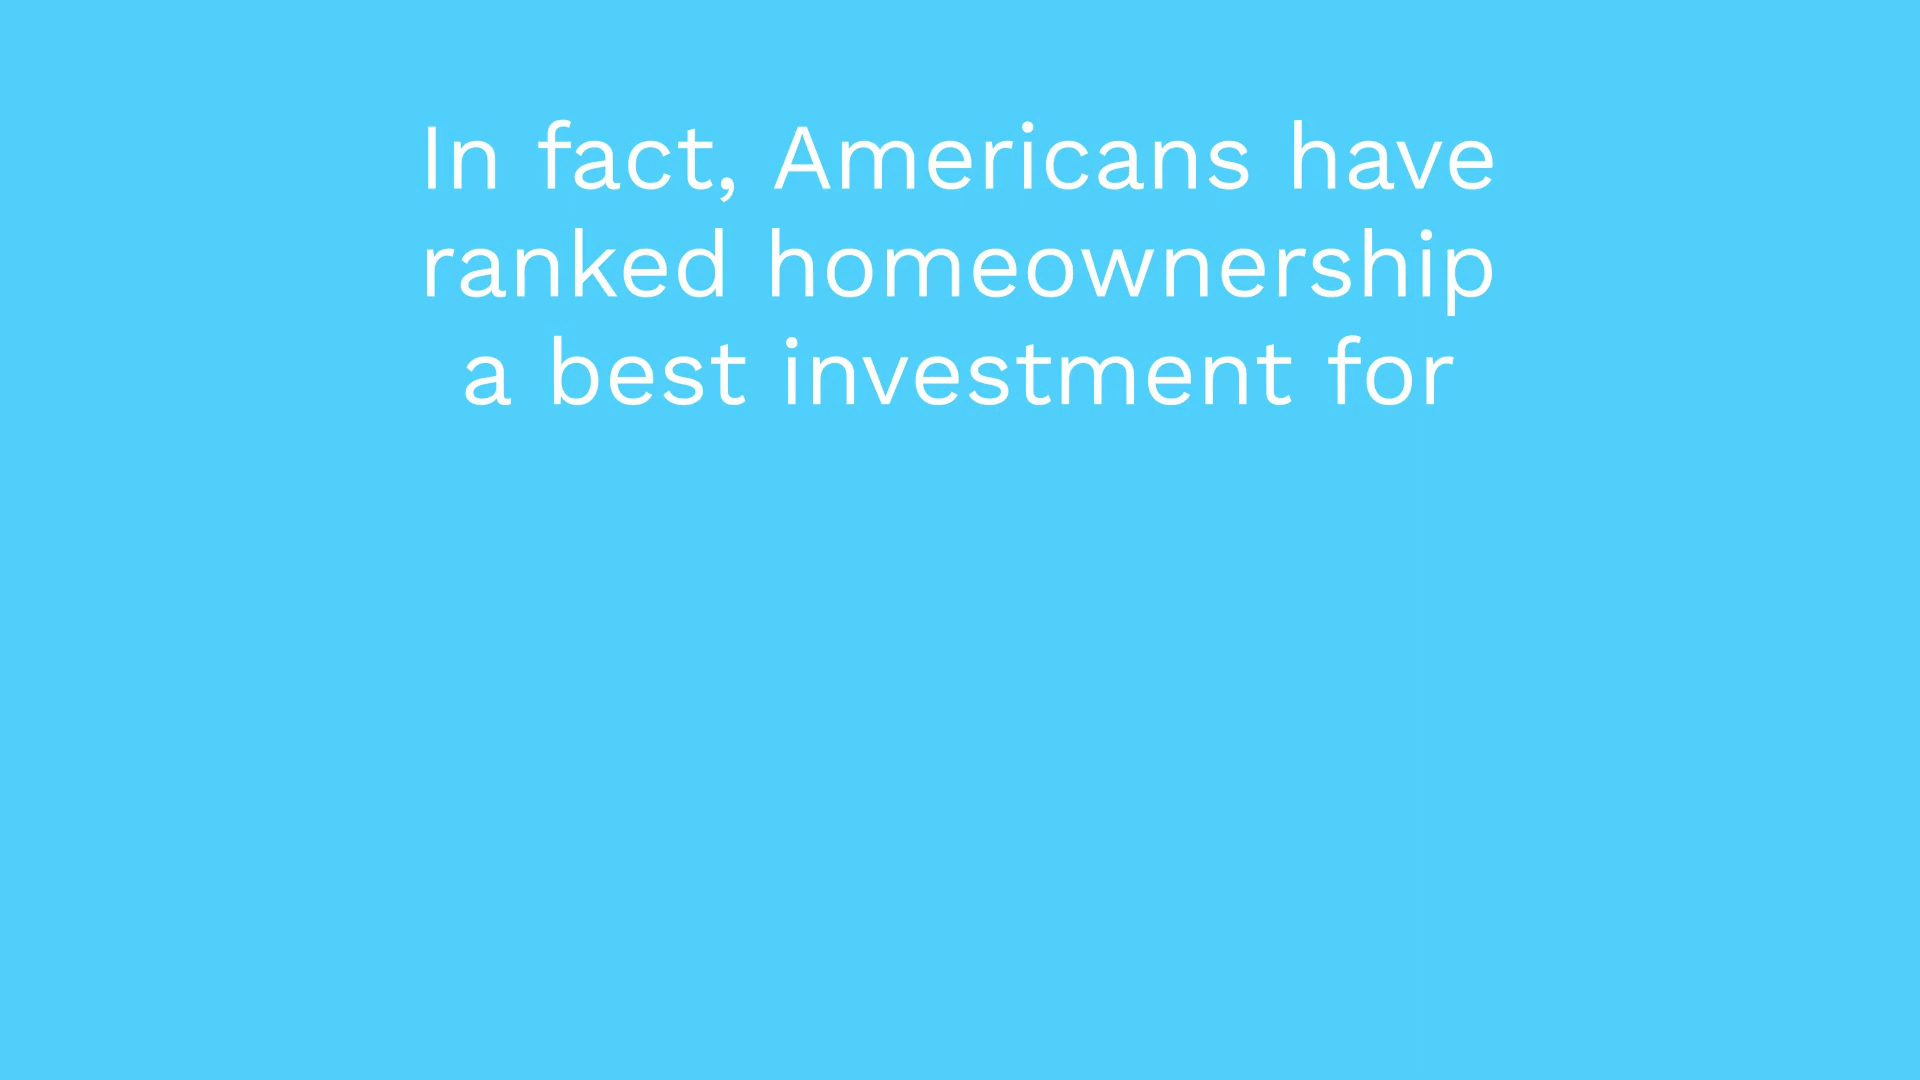 In fact, Americans have
ranked homeownership
a best investment for